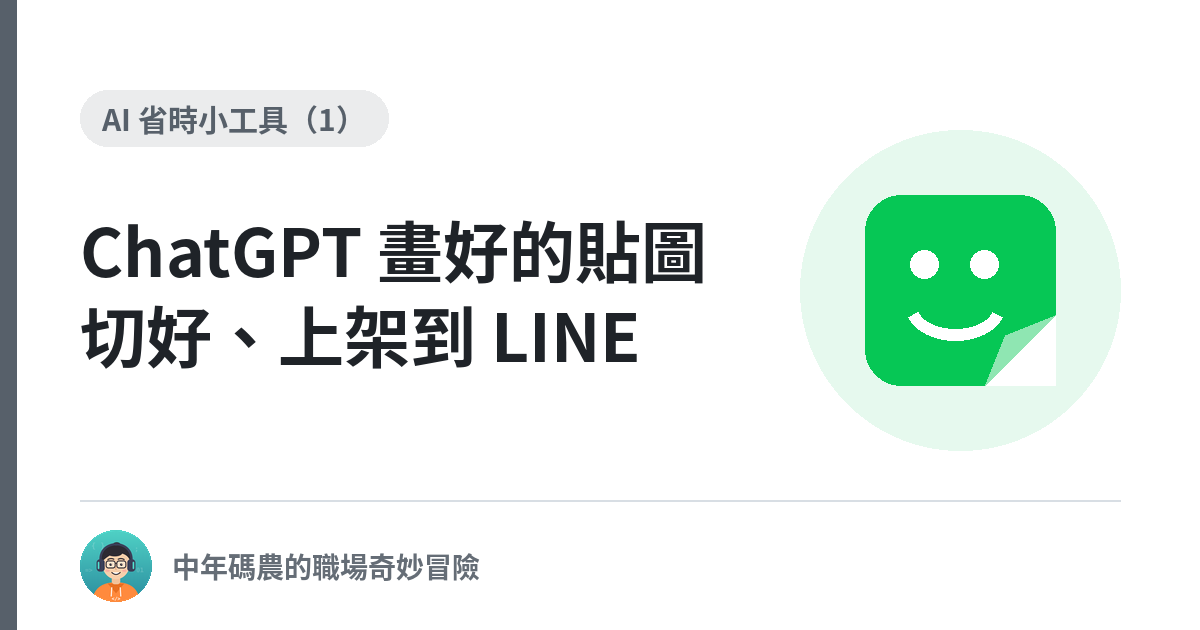 AI 省時小工具（1）
ChatGPT 畫好的貼圖
切好、上架到 LINE
中年碼農的職場奇妙冒險